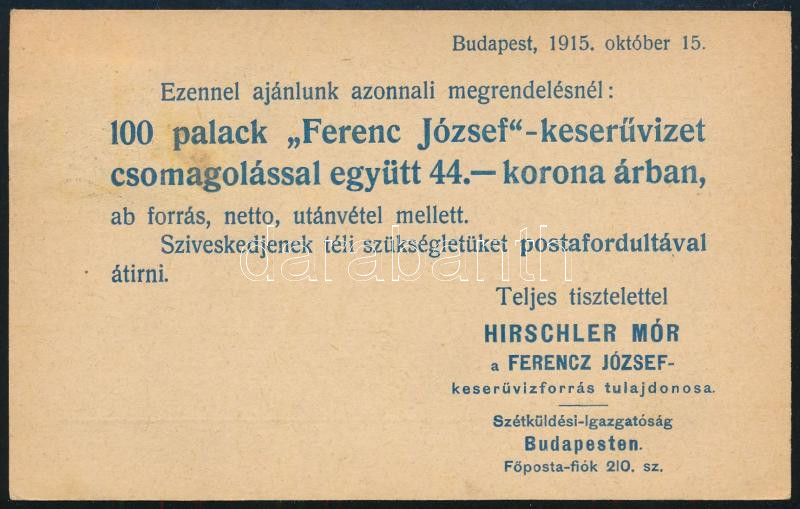 Budapest, 1915. október 15.
Ezennel ajánlunk azonnali megrendelésnél:
100 palack „Ferenc József“-keserűvizet
csomagolással együtt 44.— korona árban,
ab forrás, netto, utánvétel mellett.
Sziveskedjenek téli szükségletüket postafordultával
darabanth
átirni.
Teljes tisztelettel
HIRSCHLER MÓR
a FERENCZ JÓZSEF-
keserűvizforrás tulajdonosa.
Szétküldési-Igazgatóság
Budapesten.
Főposta-fiók 210. sz.